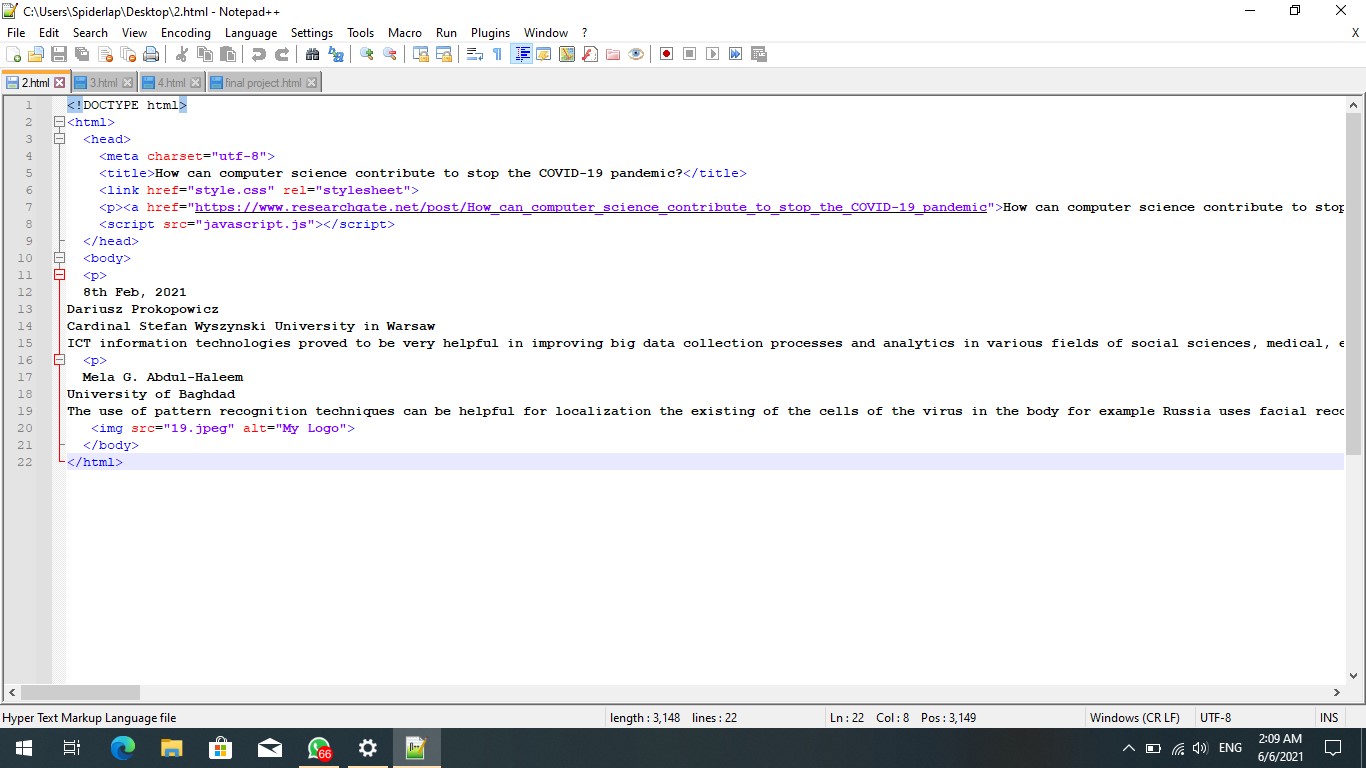 C:\Users\Spiderlap\Desktop\2.html - Notepad++
File Edit Search View Encoding Language Settings Tools Macro Run Plugins Window ? X
2.html 3.html 4.html final project.html
1 <!DOCTYPE html>
2 <html>
3 <head>
4 <meta charset="utf-8">
5 <title>How can computer science contribute to stop the COVID-19 pandemic?</title>
6 <link href="style.css" rel="stylesheet">
7 <p><a href="https://www.researchgate.net/post/How_can_computer_science_contribute_to_stop_the_COVID-19_pandemic">How can computer science contribute to stop
8 <script src="javascript.js"></script>
9 </head>
10 <body>
11 <p>
12 8th Feb, 2021
13 Dariusz Prokopowicz
14 Cardinal Stefan Wyszynski University in Warsaw
15 ICT information technologies proved to be very helpful in improving big data collection processes and analytics in various fields of social sciences, medical, e
16 <p>
17 Mela G. Abdul-Haleem
18 University of Baghdad
19 The use of pattern recognition techniques can be helpful for localization the existing of the cells of the virus in the body for example Russia uses facial reco
20 <img src="19.jpeg" alt="My Logo">
21 </body>
22 </html>
Hyper Text Markup Language file length : 3,148 lines : 22 Ln : 22 Col : 8 Pos : 3,149 Windows (CR LF) UTF-8 INS
66 ENG 2:09 AM
6/6/2021